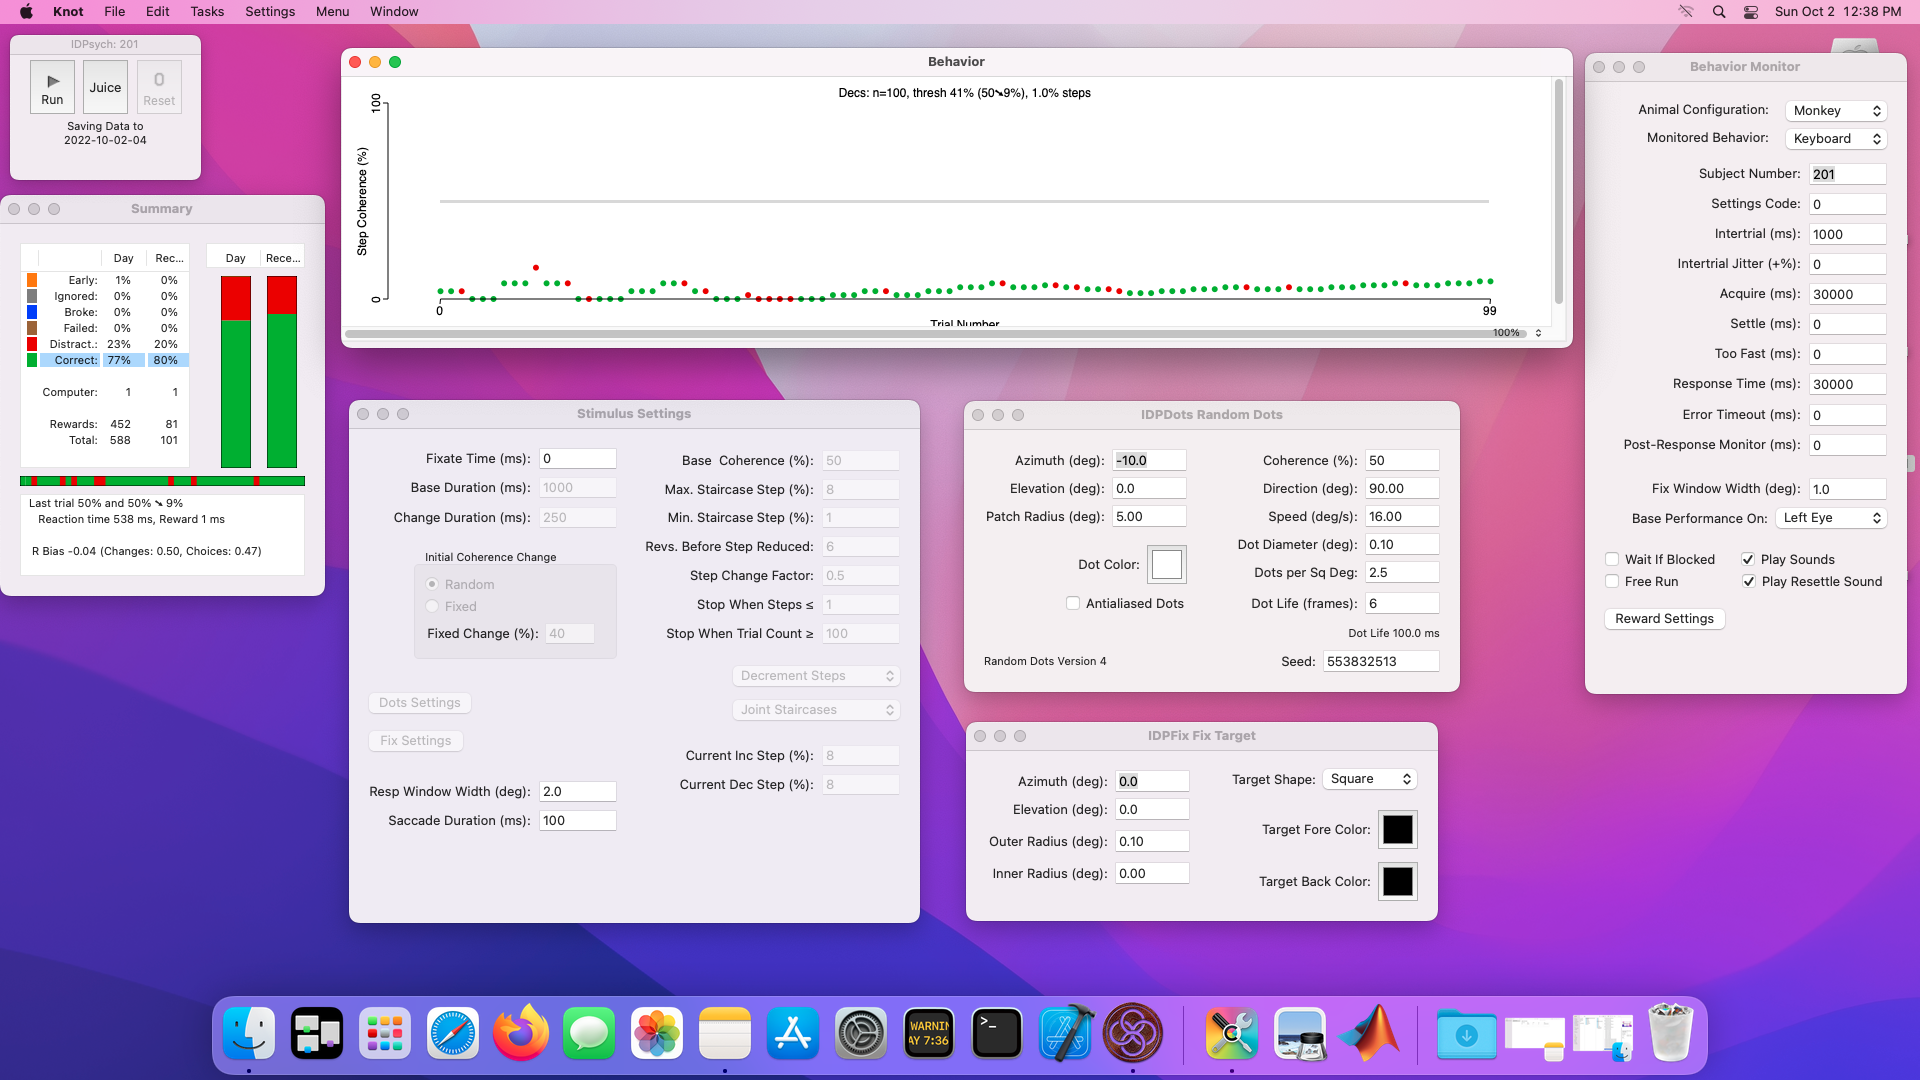 Knot File Edit Tasks Settings Menu Window
Sun Oct 2 12:38 PM
IDPsych: 201
Run
Juice
0
Reset
Saving Data to
2022-10-02-04
Summary
Day Rec... Day Rece...
Early: 1% 0%
Ignored: 0% 0%
Broke: 0% 0%
Failed: 0% 0%
Distract.: 23% 20%
Correct: 77% 80%
Computer: 1 1
Rewards: 452 81
Total: 588 101
Last trial 50% and 50% ➘ 9%
Reaction time 538 ms, Reward 1 ms
R Bias -0.04 (Changes: 0.50, Choices: 0.47)
Behavior
Decs: n=100, thresh 41% (50➘9%), 1.0% steps
Step Coherence (%)
100
0
0
99
Trial Number
100%
Stimulus Settings
Fixate Time (ms): 0
Base Duration (ms): 1000
Change Duration (ms): 250
Initial Coherence Change
Random
Fixed
Fixed Change (%): 40
Dots Settings
Fix Settings
Resp Window Width (deg): 2.0
Saccade Duration (ms): 100
Base Coherence (%): 50
Max. Staircase Step (%): 8
Min. Staircase Step (%): 1
Revs. Before Step Reduced: 6
Step Change Factor: 0.5
Stop When Steps ≤ 1
Stop When Trial Count ≥ 100
Decrement Steps
Joint Staircases
Current Inc Step (%): 8
Current Dec Step (%): 8
IDPDots Random Dots
Azimuth (deg): -10.0
Elevation (deg): 0.0
Patch Radius (deg): 5.00
Dot Color:
Antialiased Dots
Random Dots Version 4
Coherence (%): 50
Direction (deg): 90.00
Speed (deg/s): 16.00
Dot Diameter (deg): 0.10
Dots per Sq Deg: 2.5
Dot Life (frames): 6
Dot Life 100.0 ms
Seed: 553832513
IDPFix Fix Target
Azimuth (deg): 0.0
Elevation (deg): 0.0
Outer Radius (deg): 0.10
Inner Radius (deg): 0.00
Target Shape: Square
Target Fore Color:
Target Back Color:
Behavior Monitor
Animal Configuration: Monkey
Monitored Behavior: Keyboard
Subject Number: 201
Settings Code: 0
Intertrial (ms): 1000
Intertrial Jitter (+%): 0
Acquire (ms): 30000
Settle (ms): 0
Too Fast (ms): 0
Response Time (ms): 30000
Error Timeout (ms): 0
Post-Response Monitor (ms): 0
Fix Window Width (deg): 1.0
Base Performance On: Left Eye
Wait If Blocked Play Sounds
Free Run Play Resettle Sound
Reward Settings
WARNIN
AY 7:36
>_